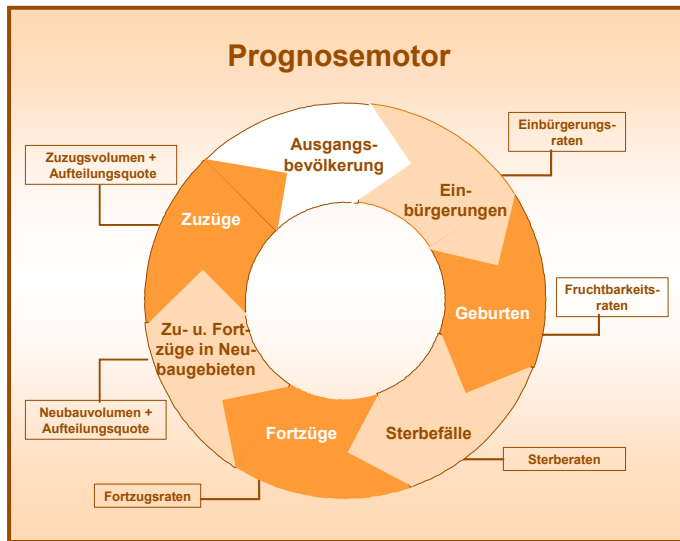 Prognosemotor
Ausgangs-
bevölkerung
Einbürgerungs-
raten
Ein-
bürgerungen
Fruchtbarkeits-
raten
Geburten
Sterbefälle
Sterberaten
Fortzüge
Fortzugsraten
Zu- u. Fort-
züge in Neu-
baugebieten
Neubauvolumen +
Aufteilungsquote
Zuzüge
Zuzugsvolumen +
Aufteilungsquote